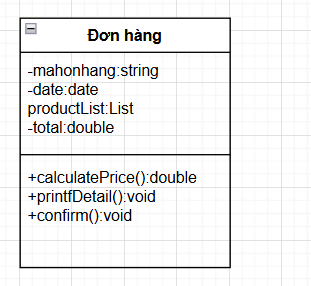 Đơn hàng
-mahonhang:string
-date:date
productList:List
-total:double
+calculatePrice():double
+printfDetail():void
+confirm():void